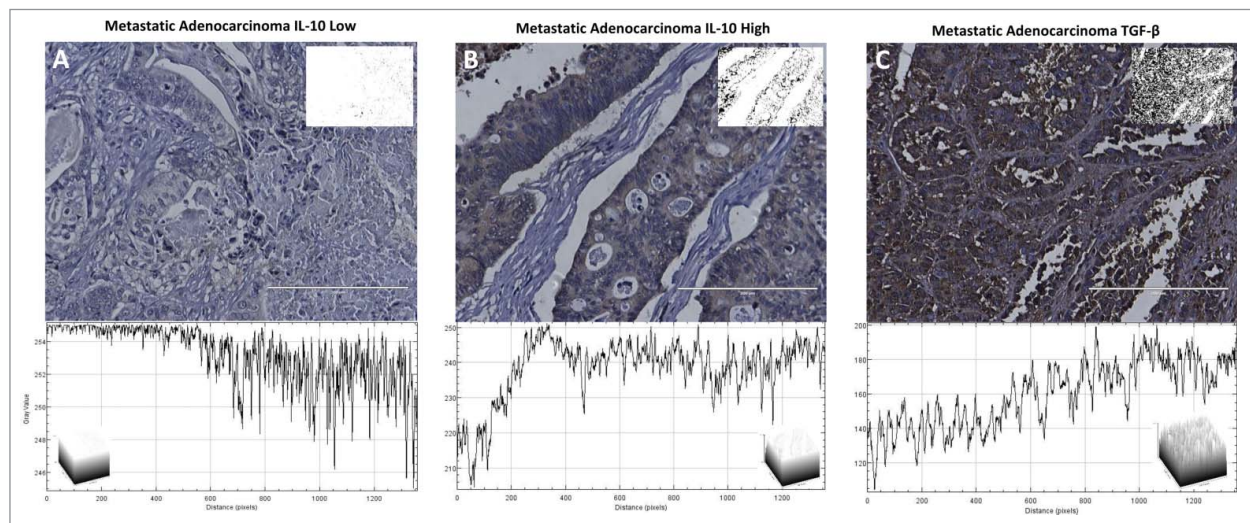 Metastatic Adenocarcinoma IL-10 Low
Metastatic Adenocarcinoma IL-10 High
Metastatic Adenocarcinoma TGF-β
A
B
C
254
252
250
248
246
Gray Value
0 200 400 600 800 1000 1200
Distance (pixels)
250
240
230
220
210
0 200 400 600 800 1000 1200
Distance (pixels)
200
180
160
140
120
0 200 400 600 800 1000 1200
Distance (pixels)